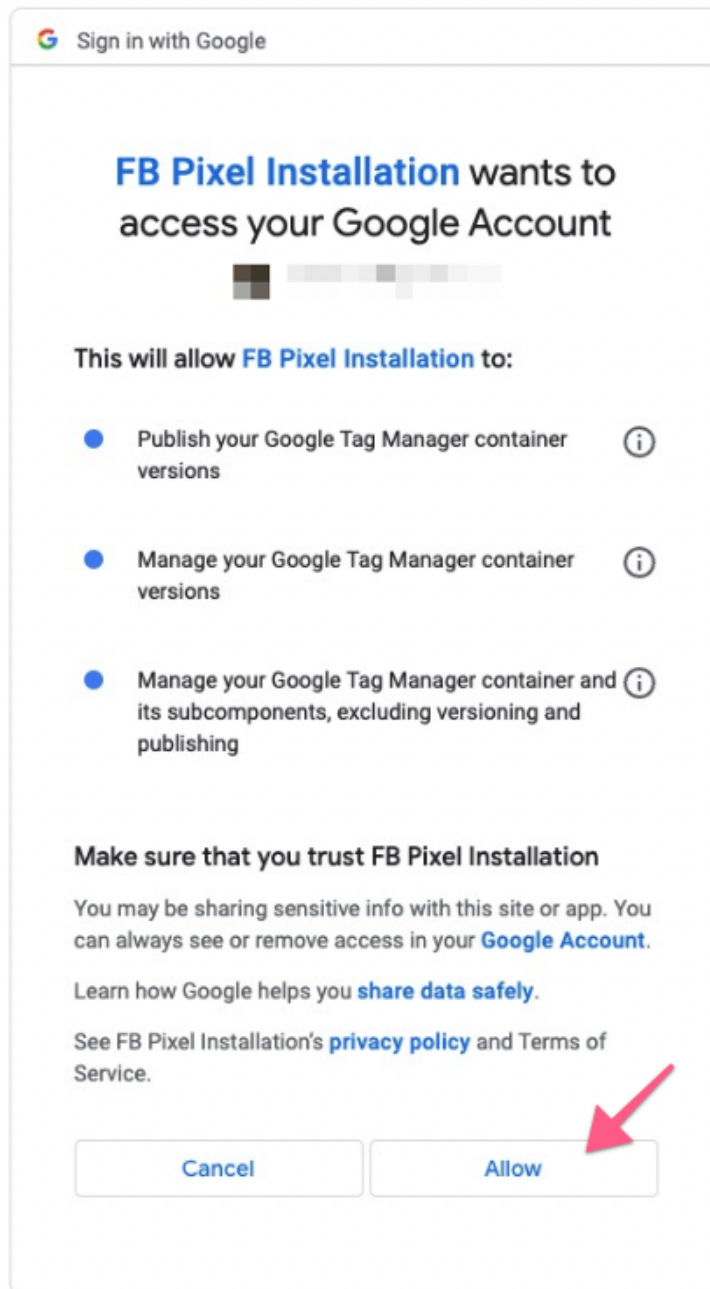 Sign in with Google
FB Pixel Installation wants to
access your Google Account
This will allow FB Pixel Installation to:
Publish your Google Tag Manager container
versions
Manage your Google Tag Manager container
versions
Manage your Google Tag Manager container and
its subcomponents, excluding versioning and
publishing
Make sure that you trust FB Pixel Installation
You may be sharing sensitive info with this site or app. You
can always see or remove access in your Google Account.
Learn how Google helps you share data safely.
See FB Pixel Installation's privacy policy and Terms of
Service.
Cancel
Allow